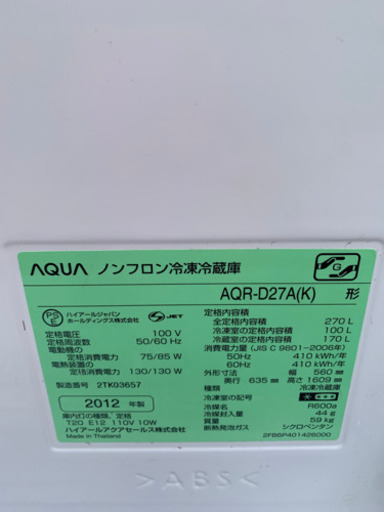 AQUA ノンフロン冷凍冷蔵庫
AQR-D27A(K) 形
PS E
ハイアールジャパン
ホールディングス株式会社
JET
定格電圧 100 V
定格周波数 50/60 Hz
電動機の
定格消費電力 75/85 W
電熱装置の
定格消費電力 130/130 W
製造番号 2TK03657
2012 年製
庫内灯の種類、定格
T20 E12 110V 10W
ハイアールアクアセールス株式会社
Made in Thailand
定格内容積
全定格内容積 270 L
冷凍室の定格内容積 100 L
冷蔵室の定格内容積 170 L
消費電力量 (JIS C 9801-2006年)
50Hz 410 kWh/年
60Hz 410 kWh/年
外形寸法 幅 560 mm
奥行 635 mm 高さ 1609 mm
種類 冷凍冷蔵庫
冷凍室の記号
冷媒 R600a
44g
質量 59 kg
断熱発泡ガス シクロペンタン
2FB6P401426000
G
>ABS<